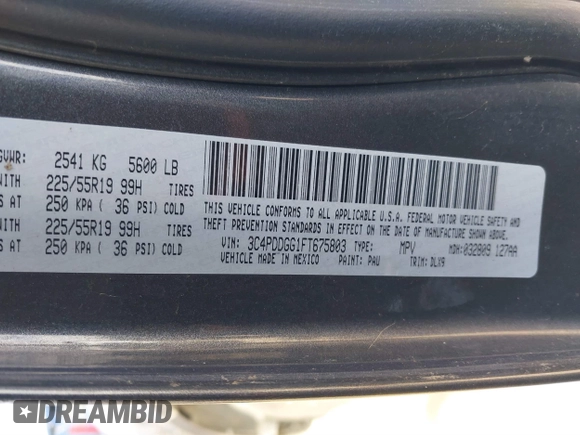 GVWR: 2541 KG 5600 LB
WITH 225/55R19 99H TIRES
S AT 250 KPA ( 36 PSI) COLD
WITH 225/55R19 99H TIRES
S AT 250 KPA ( 36 PSI) COLD
THIS VEHICLE CONFORMS TO ALL APPLICABLE U.S.A. FEDERAL MOTOR VEHICLE SAFETY AND
THEFT PREVENTION STANDARDS IN EFFECT ON THE DATE OF MANUFACTURE SHOWN ABOVE.
VIN: 3C4PDDGG1FT675803 TYPE: MPV MDH: 032809 127AA
VEHICLE MADE IN MEXICO PAINT: PAU TRIM: DLX9
DREAMBID